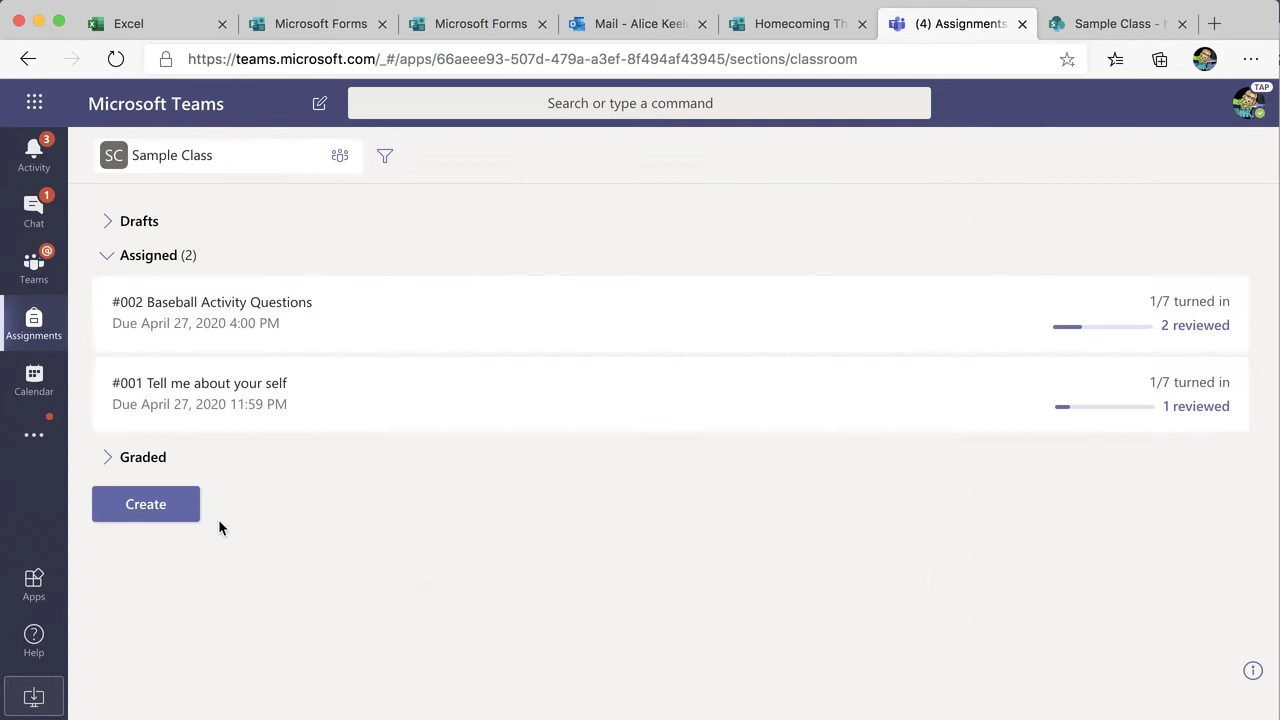 Excel
Microsoft Forms
Microsoft Forms
Mail - Alice Keel
Homecoming Th
(4) Assignments
Sample Class - h
https://teams.microsoft.com/_#/apps/66aeee93-507d-479a-a3ef-8f494af43945/sections/classroom
Microsoft Teams
Search or type a command
TAP
3
Activity
1
Chat
@
Teams
Assignments
Calendar
Apps
Help
SC Sample Class
Drafts
Assigned (2)
#002 Baseball Activity Questions
1/7 turned in
Due April 27, 2020 4:00 PM
2 reviewed
#001 Tell me about your self
1/7 turned in
Due April 27, 2020 11:59 PM
1 reviewed
Graded
Create